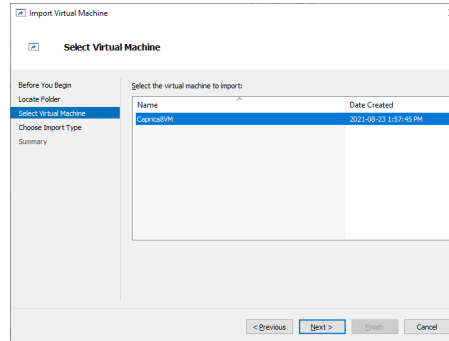 Import Virtual Machine
Select Virtual Machine
Before You Begin
Locate Folder
Select Virtual Machine
Choose Import Type
Summary
Select the virtual machine to import:
Name Date Created
Caprica8VM 2021-08-23 1:57:45 PM
< Previous Next > Finish Cancel